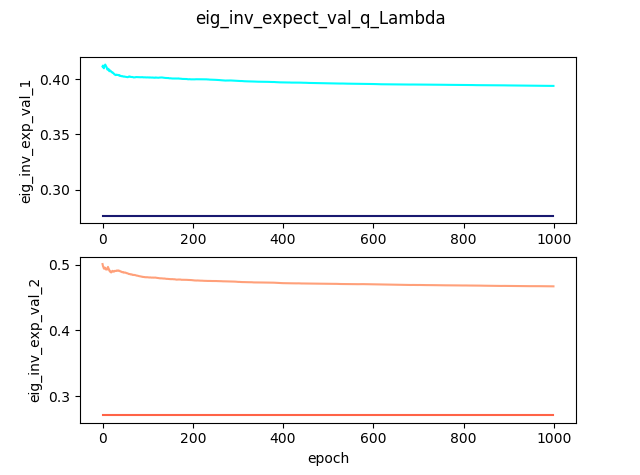 eig_inv_expect_val_q_Lambda
eig_inv_exp_val_1
0.40
0.35
0.30
0 200 400 600 800 1000
eig_inv_exp_val_2
0.5
0.4
0.3
0 200 400 600 800 1000
epoch